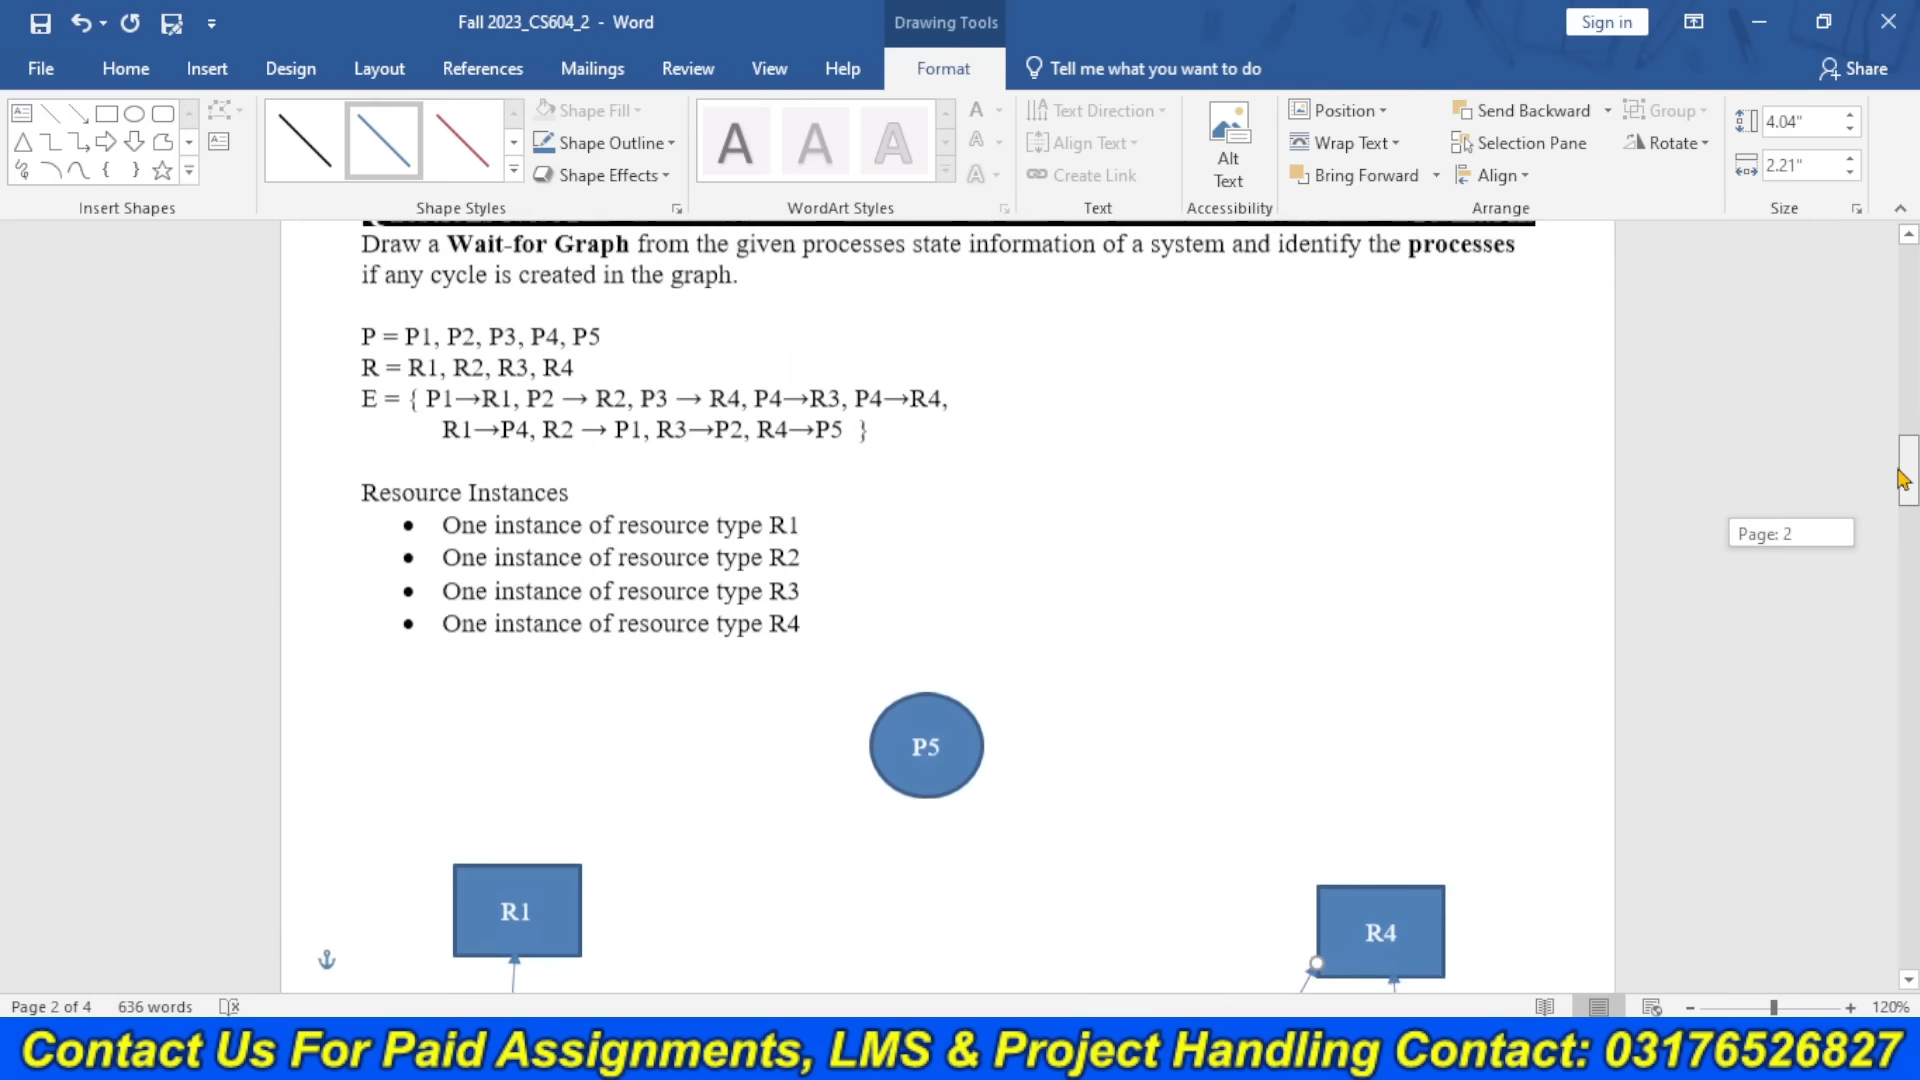 Fall 2023_CS604_2 - Word
Drawing Tools
Sign in
File Home Insert Design Layout References Mailings Review View Help Format Tell me what you want to do Share
Shape Fill
Shape Outline
Shape Effects
Text Direction
Align Text
Create Link
Alt
Text
Position
Wrap Text
Bring Forward
Send Backward
Selection Pane
Align
Group
Rotate
4.04"
2.21"
Insert Shapes Shape Styles WordArt Styles Text Accessibility Arrange Size
Draw a Wait-for Graph from the given processes state information of a system and identify the processes
if any cycle is created in the graph.
P = P1, P2, P3, P4, P5
R = R1, R2, R3, R4
E = { P1→R1, P2 → R2, P3 → R4, P4→R3, P4→R4,
R1→P4, R2 → P1, R3→P2, R4→P5 }
Resource Instances
• One instance of resource type R1
• One instance of resource type R2
• One instance of resource type R3
• One instance of resource type R4
Page: 2
P5
R1
R4
Page 2 of 4 636 words 120%
Contact Us For Paid Assignments, LMS & Project Handling Contact: 03176526827